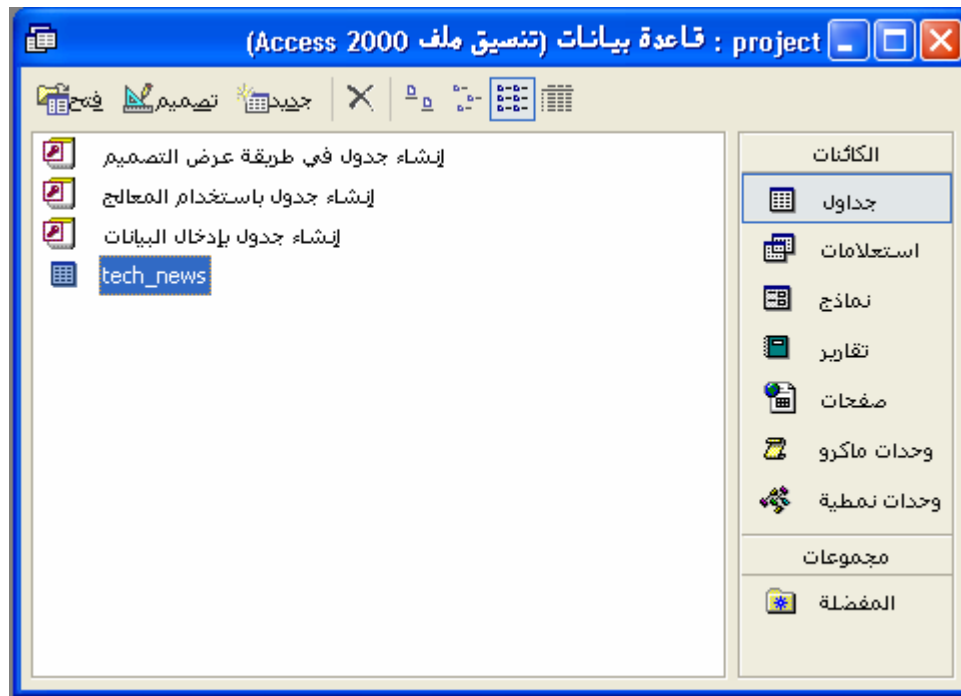 project : قاعدة بيانات (تنسيق ملف Access 2000)
فتح تصميم جديد
الكائنات
جداول
استعلامات
نماذج
تقارير
صفحات
وحدات ماكرو
وحدات نمطية
مجموعات
المفضلة
إنشاء جدول في طريقة عرض التصميم
إنشاء جدول باستخدام المعالج
إنشاء جدول بإدخال البيانات
tech_news